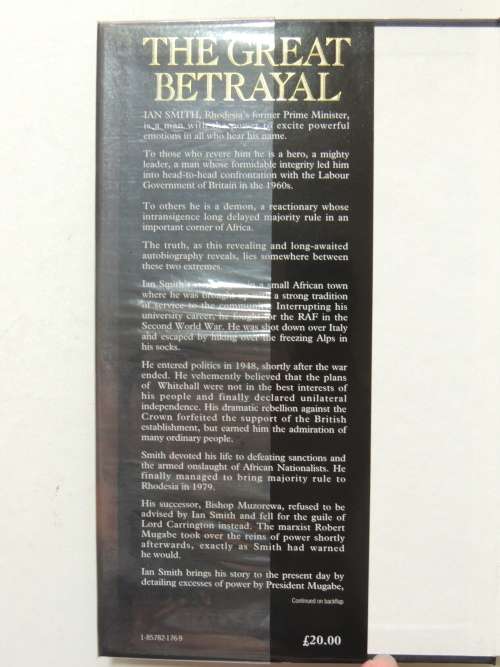 THE GREAT
BETRAYAL
IAN SMITH, Rhodesia's former Prime Minister,
is a man with the power to excite powerful
emotions in all who hear his name.
To those who revere him he is a hero, a mighty
leader, a man whose formidable integrity led him
into head-to-head confrontation with the Labour
Government of Britain in the 1960s.
To others he is a demon, a reactionary whose
intransigence long delayed majority rule in an
important corner of Africa.
The truth, as this revealing and long-awaited
autobiography reveals, lies somewhere between
these two extremes.
Ian Smith's a small African town
where he was brought up a strong tradition
of service to the community. Interrupting his
university career, he fought for the RAF in the
Second World War. He was shot down over Italy
and escaped by hiking over the freezing Alps in
his socks.
He entered politics in 1948, shortly after the war
ended. He vehemently believed that the plans
of Whitehall were not in the best interests of
his people and finally declared unilateral
independence. His dramatic rebellion against the
Crown forfeited the support of the British
establishment, but earned him the admiration of
many ordinary people.
Smith devoted his life to defeating sanctions and
the armed onslaught of African Nationalists. He
finally managed to bring majority rule to
Rhodesia in 1979.
His successor, Bishop Muzorewa, refused to be
advised by Ian Smith and fell for the guile of
Lord Carrington instead. The marxist Robert
Mugabe took over the reins of power shortly
afterwards, exactly as Smith had warned
he would.
Ian Smith brings his story to the present day by
detailing excesses of power by President Mugabe,
Continued on backflap
1-85782-176-9
£20.00